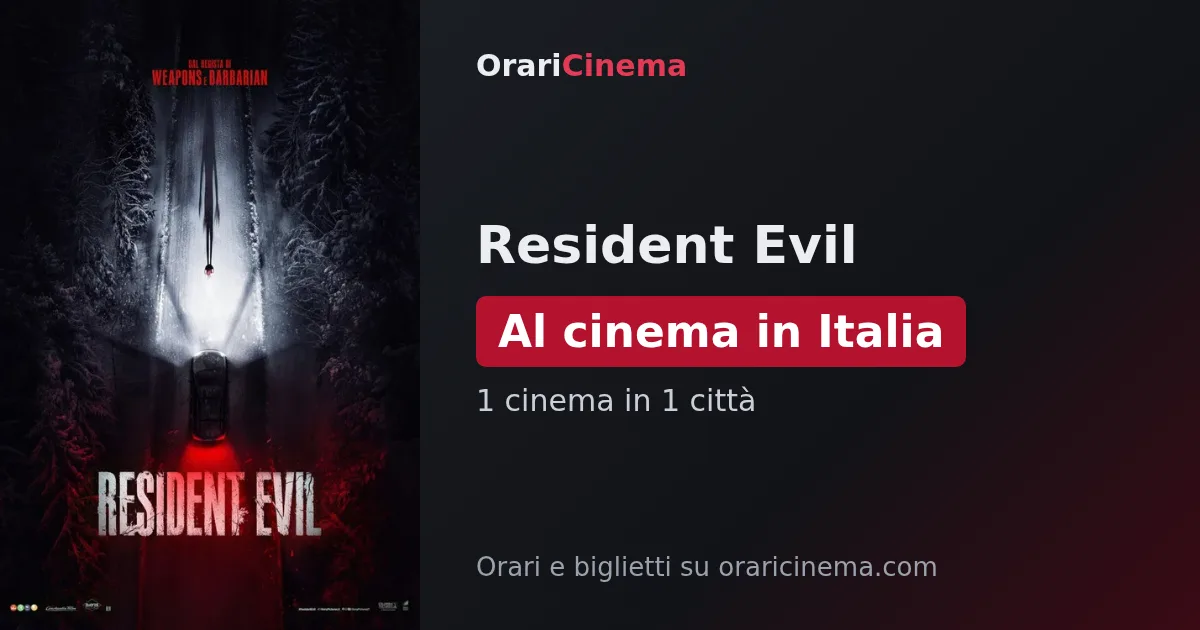 DAL REGISTA DI
WEAPONS E BARBARIAN
RESIDENT EVIL
OrariCinema
Resident Evil
Al cinema in Italia
1 cinema in 1 città
Orari e biglietti su oraricinema.com